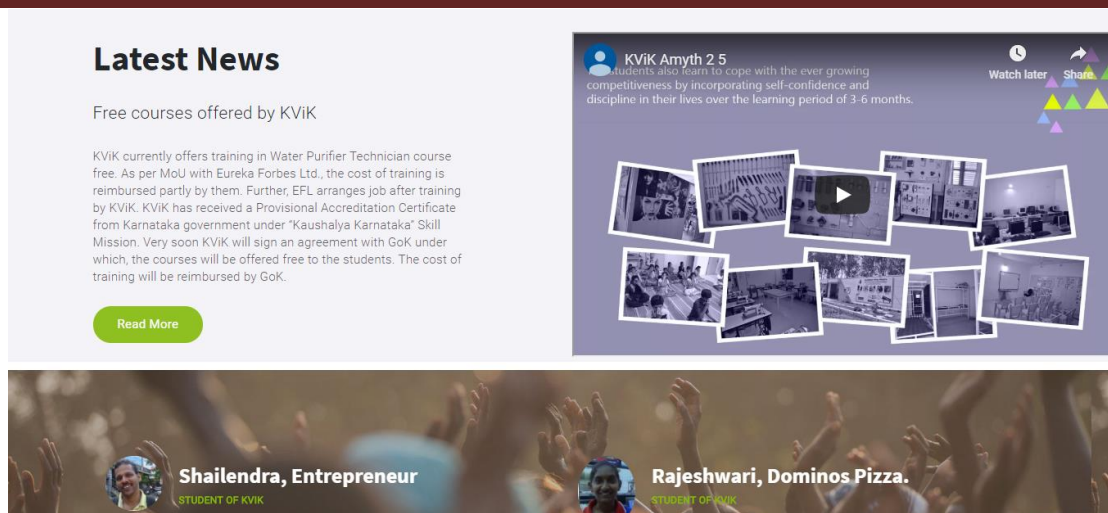 Latest News
Free courses offered by KViK
KViK currently offers training in Water Purifier Technician course
free. As per MoU with Eureka Forbes Ltd., the cost of training is
reimbursed partly by them. Further, EFL arranges job after training
by KViK. KViK has received a Provisional Accreditation Certificate
from Karnataka government under “Kaushalya Karnataka” Skill
Mission. Very soon KViK will sign an agreement with GoK under
which, the courses will be offered free to the students. The cost of
training will be reimbursed by GoK.
Read More
KViK Amyth 2 5
Watch later
Share
students also learn to cope with the ever growing
competitiveness by incorporating self-confidence and
discipline in their lives over the learning period of 3-6 months.
Shailendra, Entrepreneur
STUDENT OF KVIK
Rajeshwari, Dominos Pizza.
STUDENT OF KVIK